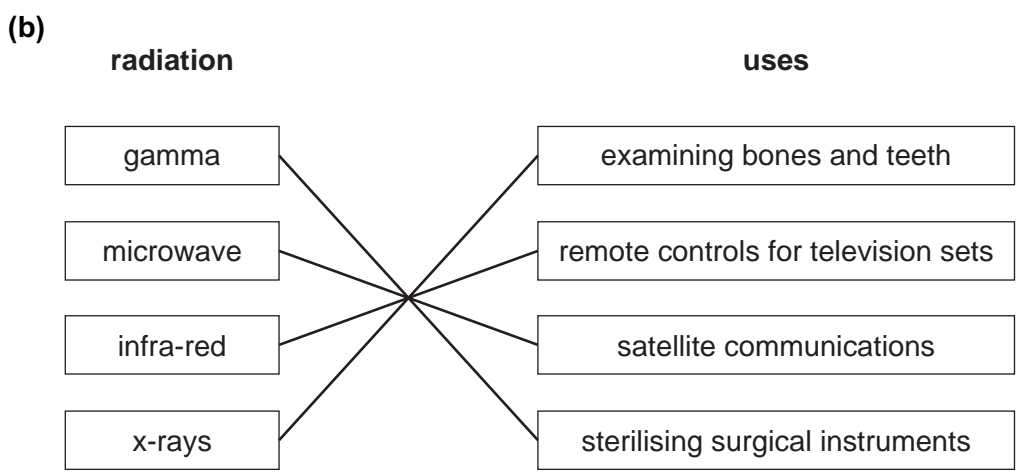 (b)
radiation uses
gamma examining bones and teeth
microwave remote controls for television sets
infra-red satellite communications
x-rays sterilising surgical instruments